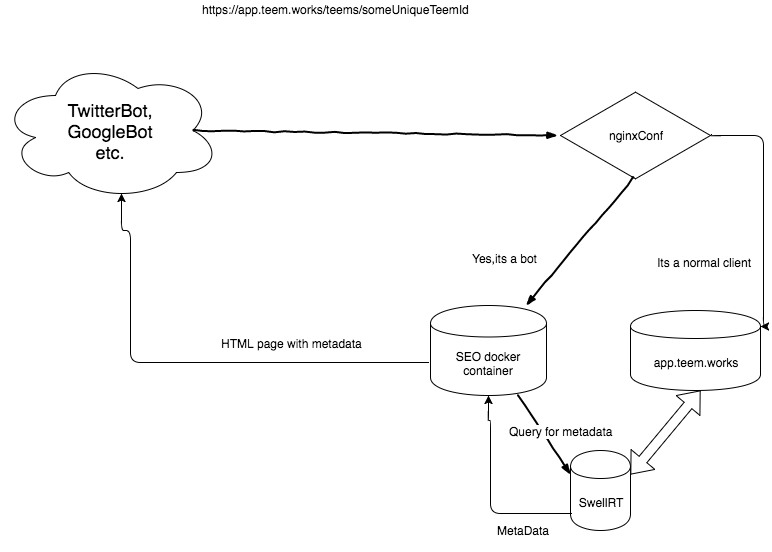 https://app.teem.works/teems/someUniqueTeemId
TwitterBot,
GoogleBot
etc.
nginxConf
Yes,its a bot
Its a normal client
HTML page with metadata
SEO docker
container
app.teem.works
Query for metadata
SwellRT
MetaData